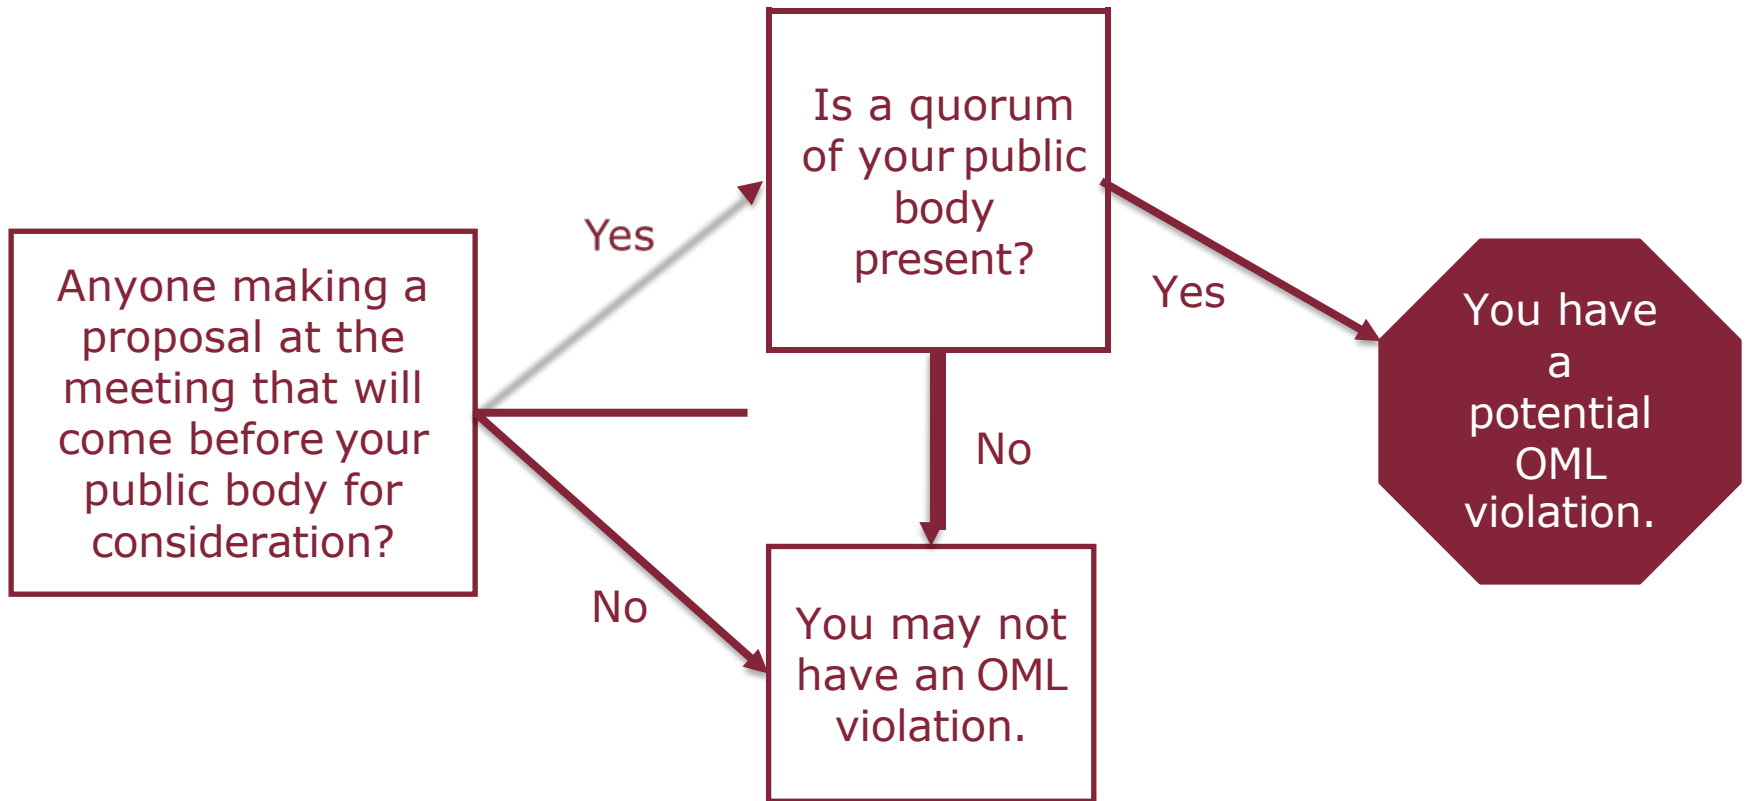 Anyone making a
proposal at the
meeting that will
come before your
public body for
consideration?
Yes
No
Is a quorum
of your public
body
present?
Yes
No
You may not
have an OML
violation.
You have
a
potential
OML
violation.